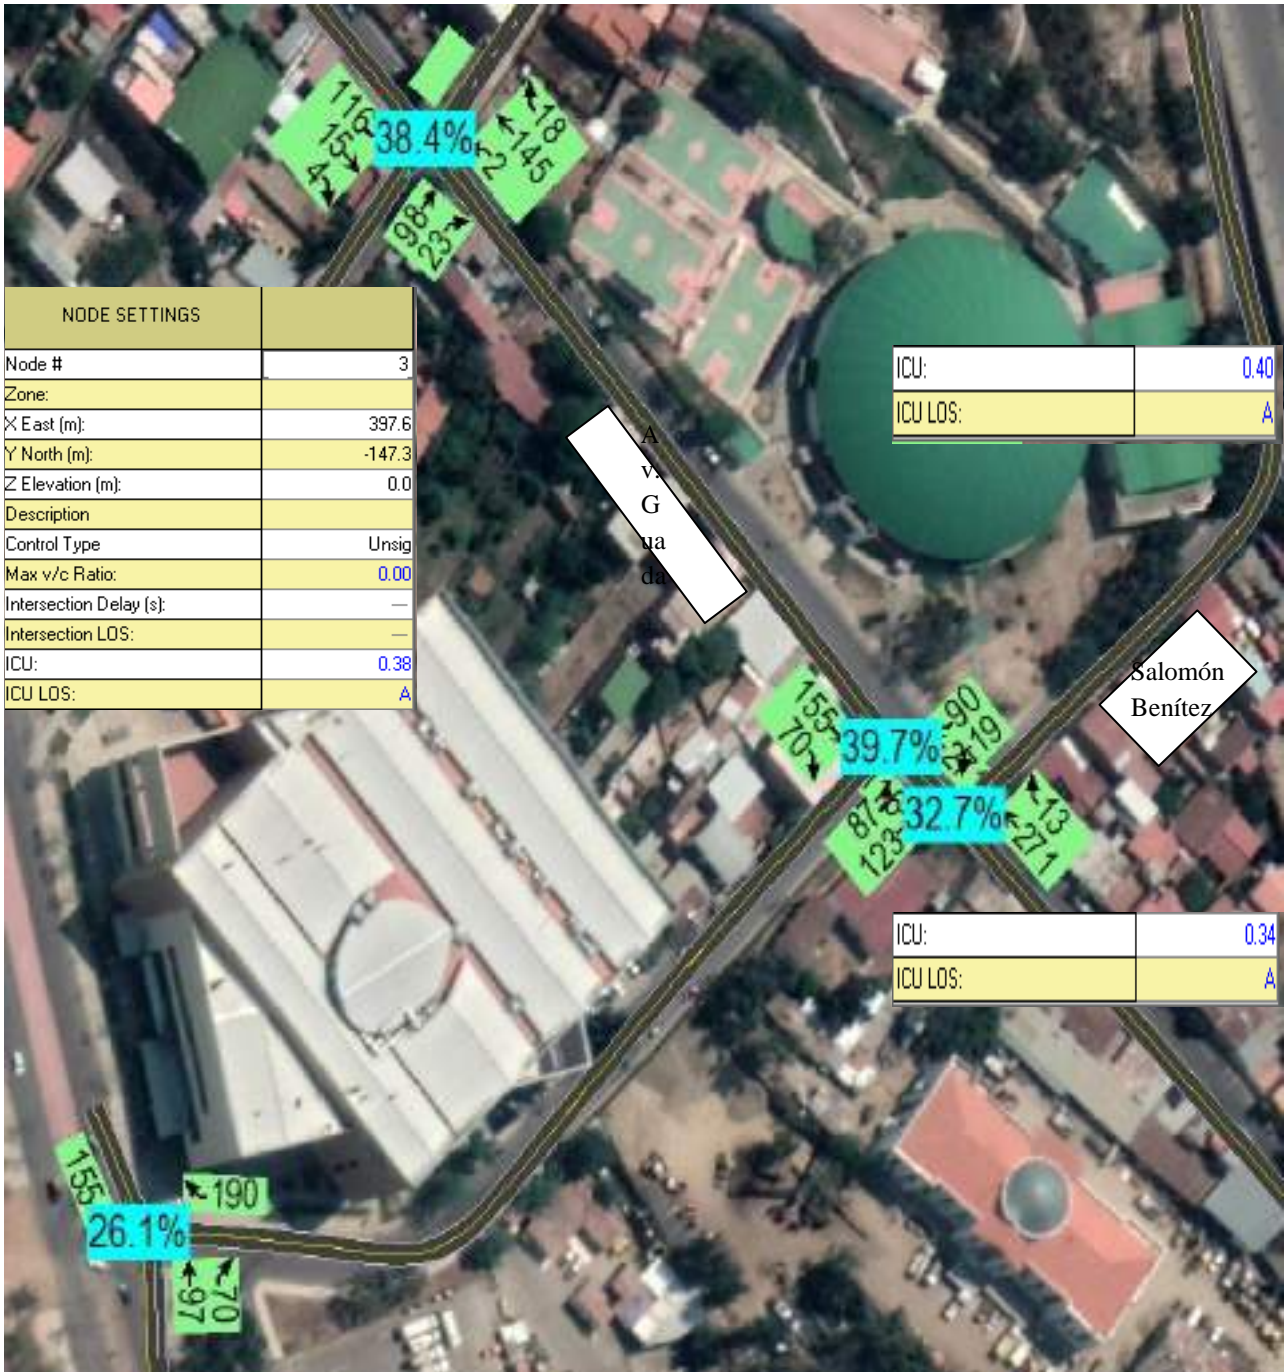 116
15
4
38.4%
18
145
98
23
NODE SETTINGS
Node # 3
Zone:
X East (m): 397.6
Y North (m): -147.3
Z Elevation (m): 0.0
Description
Control Type Unsig
Max v/c Ratio: 0.00
Intersection Delay (s): —
Intersection LOS: —
ICU: 0.38
ICU LOS: A
ICU: 0.40
ICU LOS: A
A
v.
G
ua
da
Salomón
Benítez
155
70
39.7%
90
19
87
123
32.7%
13
271
ICU: 0.34
ICU LOS: A
155
190
26.1%
97
70